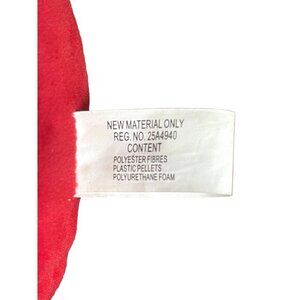 NEW MATERIAL ONLY
REG. NO. 25A4940
CONTENT
POLYESTER FIBRES
PLASTIC PELLETS
POLYURETHANE FOAM